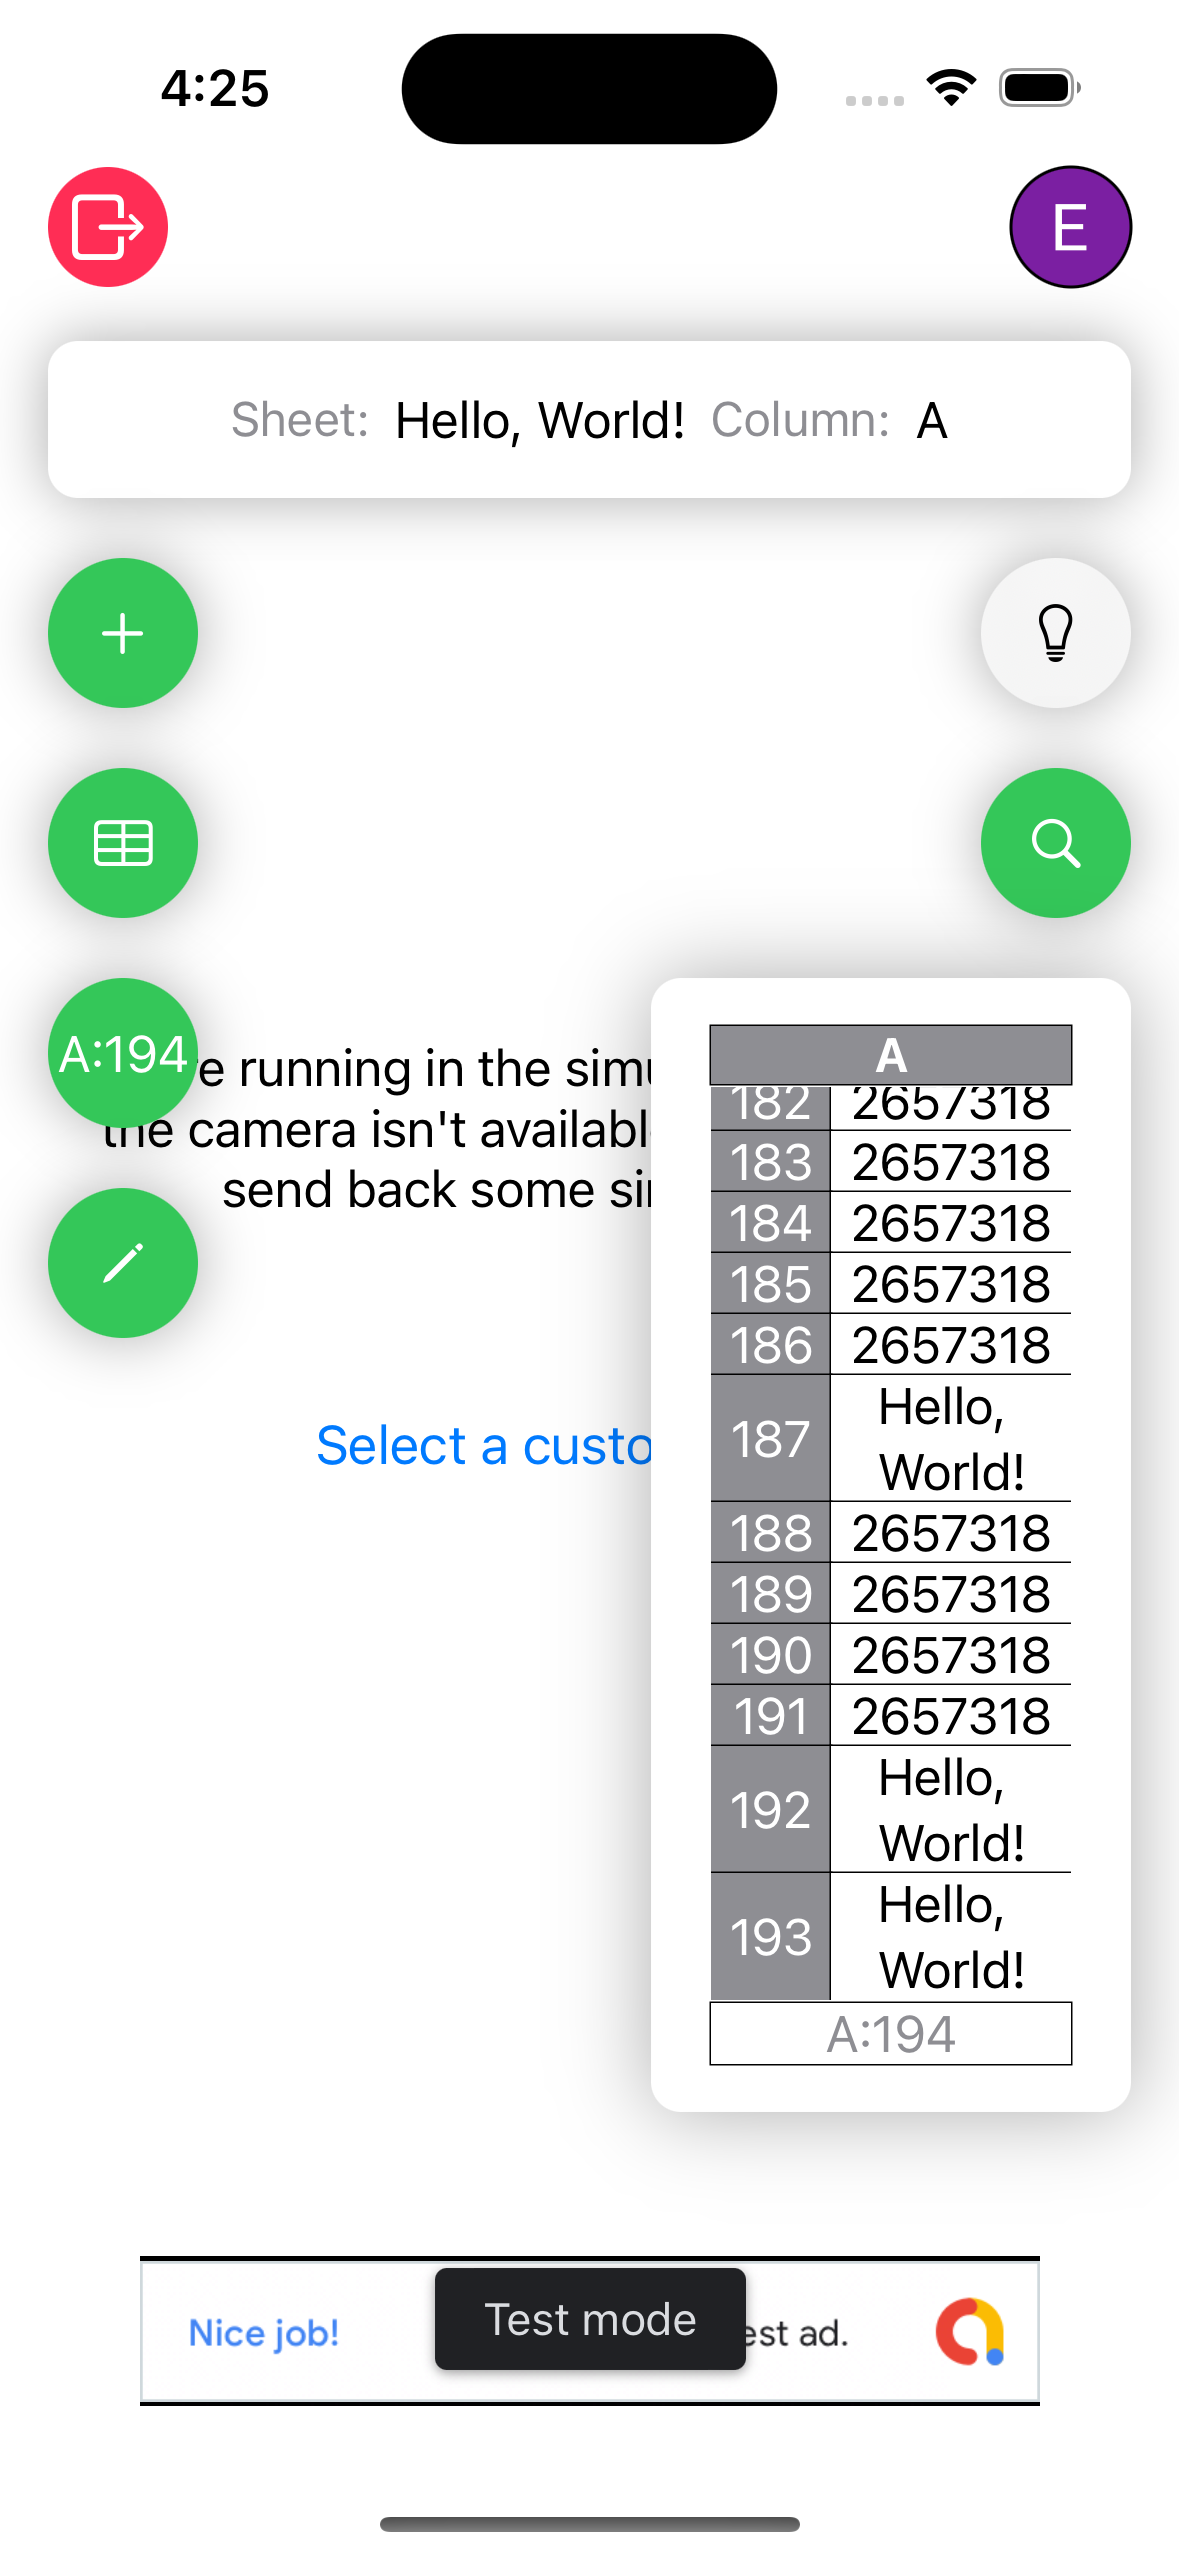 4:25
E
Sheet: Hello, World! Column: A
A:194
e running in the simu
the camera isn't availabl
send back some si
Select a custo
A
182 2657318
183 2657318
184 2657318
185 2657318
186 2657318
187 Hello,
World!
188 2657318
189 2657318
190 2657318
191 2657318
192 Hello,
World!
193 Hello,
World!
A:194
Nice job! Test mode est ad.